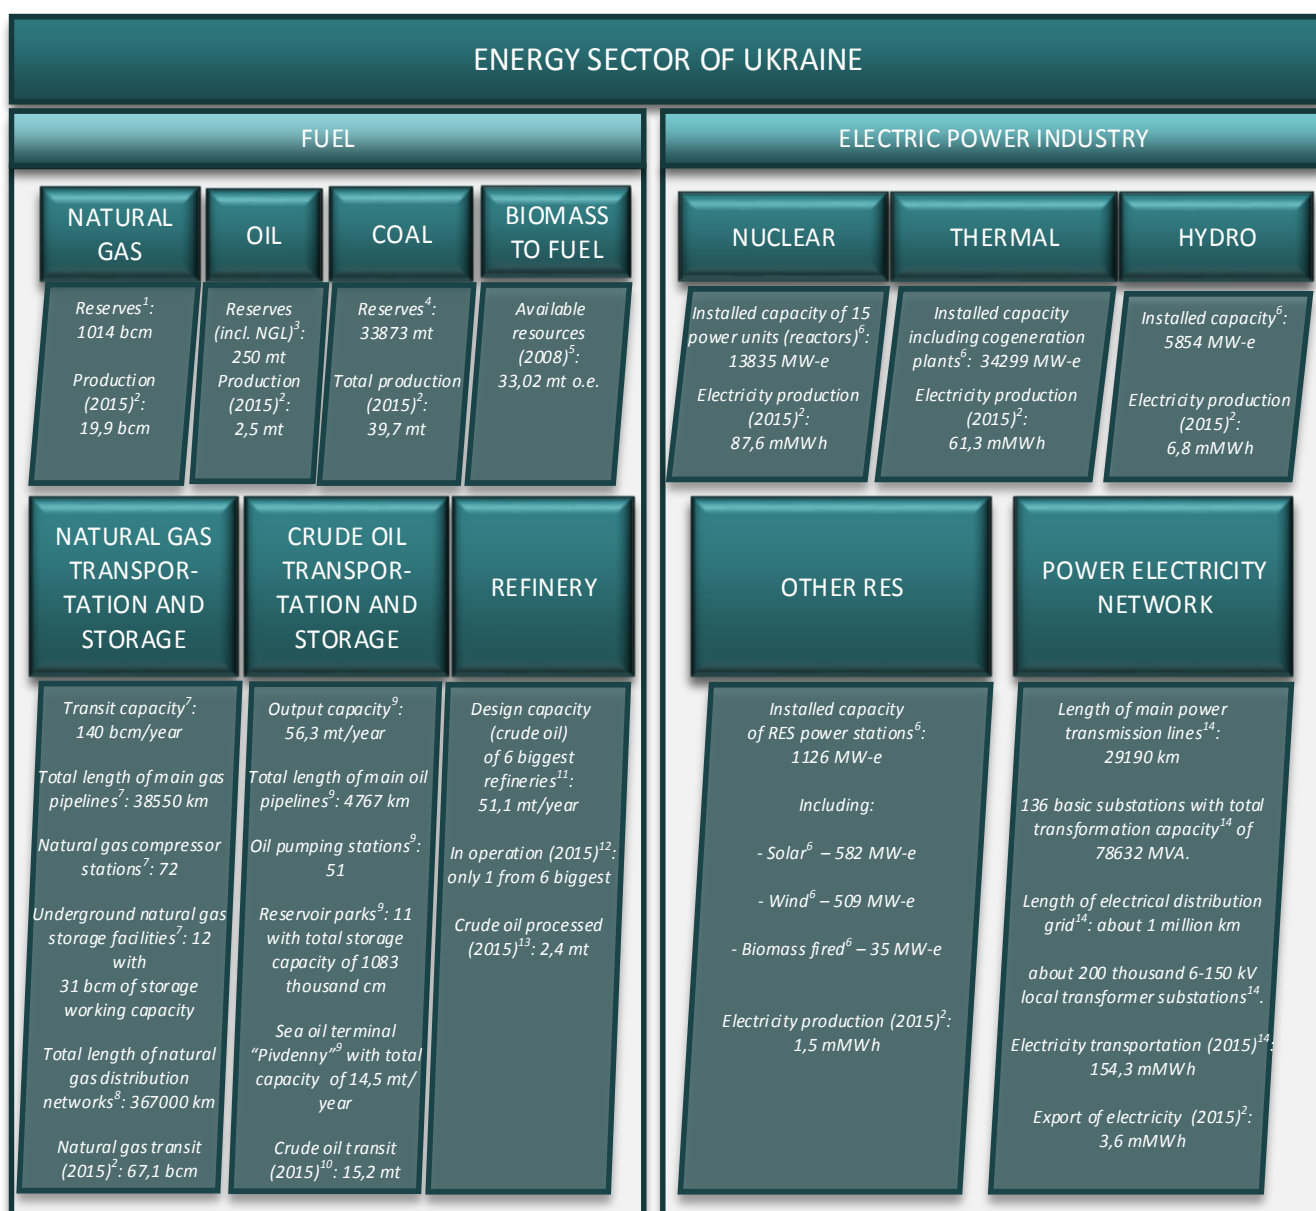 ENERGY SECTOR OF UKRAINE
FUEL
NATURAL
GAS
Reserves¹:
1014 bcm
Production
(2015)²:
19,9 bcm
OIL
Reserves
(incl. NGL)³:
250 mt
Production
(2015)²:
2,5 mt
COAL
Reserves⁴:
33873 mt
Total production
(2015)²:
39,7 mt
BIOMASS
TO FUEL
Available
resources
(2008)⁵:
33,02 mt o.e.
NATURAL GAS
TRANSPOR-
TATION AND
STORAGE
Transit capacity⁷:
140 bcm/year
Total length of main gas
pipelines⁷: 38550 km
Natural gas compressor
stations⁷: 72
Underground natural gas
storage facilities⁷: 12
with
31 bcm of storage
working capacity
Total length of natural
gas distribution
networks⁸: 367000 km
Natural gas transit
(2015)²: 67,1 bcm
CRUDE OIL
TRANSPOR-
TATION AND
STORAGE
Output capacity⁹:
56,3 mt/year
Total length of main oil
pipelines⁹: 4767 km
Oil pumping stations⁹:
51
Reservoir parks⁹: 11
with total storage
capacity of 1083
thousand cm
Sea oil terminal
“Pivdenny”⁹ with total
capacity of 14,5 mt/
year
Crude oil transit
(2015)¹⁰: 15,2 mt
REFINERY
Design capacity
(crude oil)
of 6 biggest
refineries¹¹:
51,1 mt/year
In operation (2015)¹²:
only 1 from 6 biggest
Crude oil processed
(2015)¹³: 2,4 mt
ELECTRIC POWER INDUSTRY
NUCLEAR
Installed capacity of 15
power units (reactors)⁶:
13835 MW-e
Electricity production
(2015)²:
87,6 mMWh
THERMAL
Installed capacity
including cogeneration
plants⁶: 34299 MW-e
Electricity production
(2015)²:
61,3 mMWh
HYDRO
Installed capacity⁶:
5854 MW-e
Electricity production
(2015)²:
6,8 mMWh
OTHER RES
Installed capacity
of RES power stations⁶:
1126 MW-e
Including:
- Solar⁶ – 582 MW-e
- Wind⁶ – 509 MW-e
- Biomass fired⁶ – 35 MW-e
Electricity production (2015)²:
1,5 mMWh
POWER ELECTRICITY
NETWORK
Length of main power
transmission lines¹⁴:
29190 km
136 basic substations with total
transformation capacity¹⁴ of
78632 MVA.
Length of electrical distribution
grid¹⁴: about 1 million km
about 200 thousand 6-150 kV
local transformer substations¹⁴.
Electricity transportation (2015)¹⁴:
154,3 mMWh
Export of electricity (2015)²:
3,6 mMWh